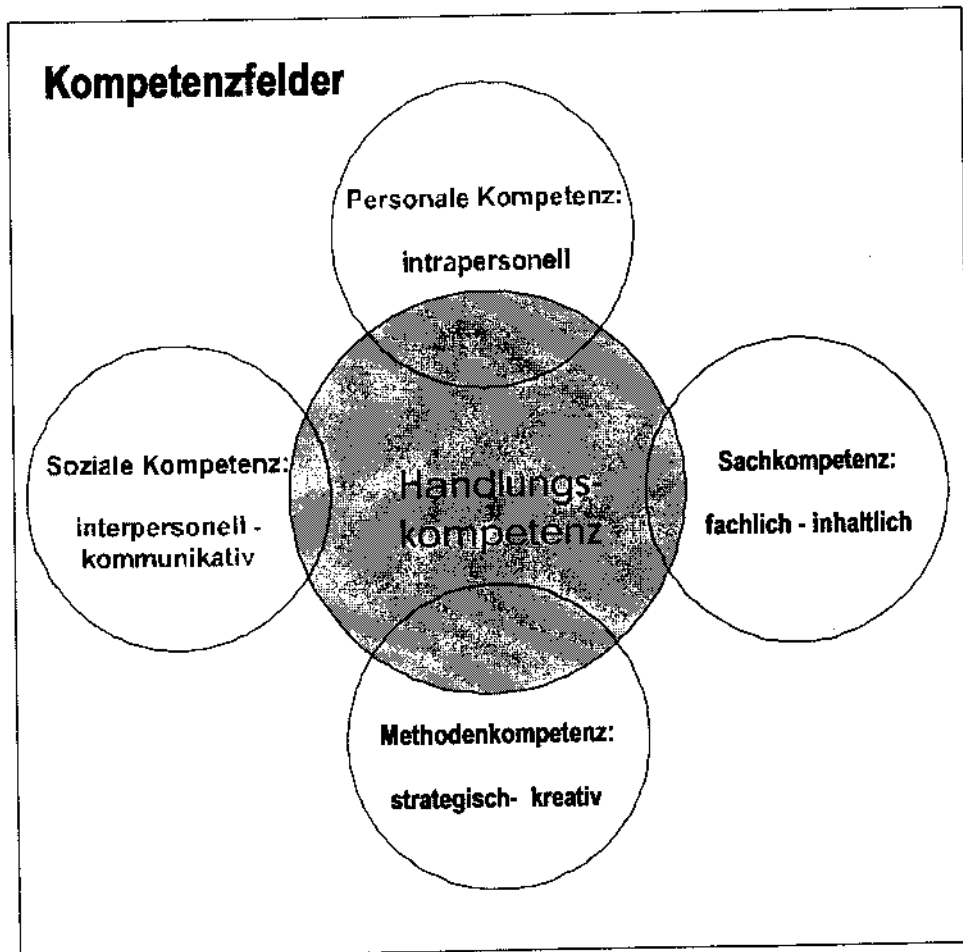 Kompetenzfelder
Personale Kompetenz:
intrapersonell
Soziale Kompetenz:
interpersonell -
kommunikativ
Handlungs-
kompetenz
Sachkompetenz:
fachlich - inhaltlich
Methodenkompetenz:
strategisch- kreativ